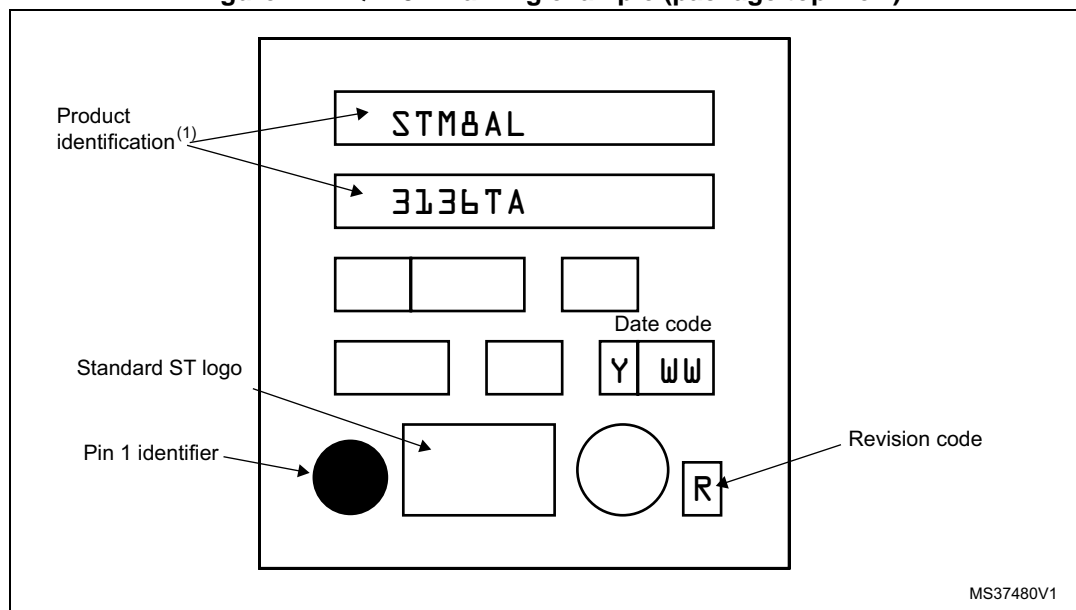 Product
identification(1)
STM8AL
3136TA
Date code
Y WW
Standard ST logo
Pin 1 identifier
Revision code
R
MS37480V1